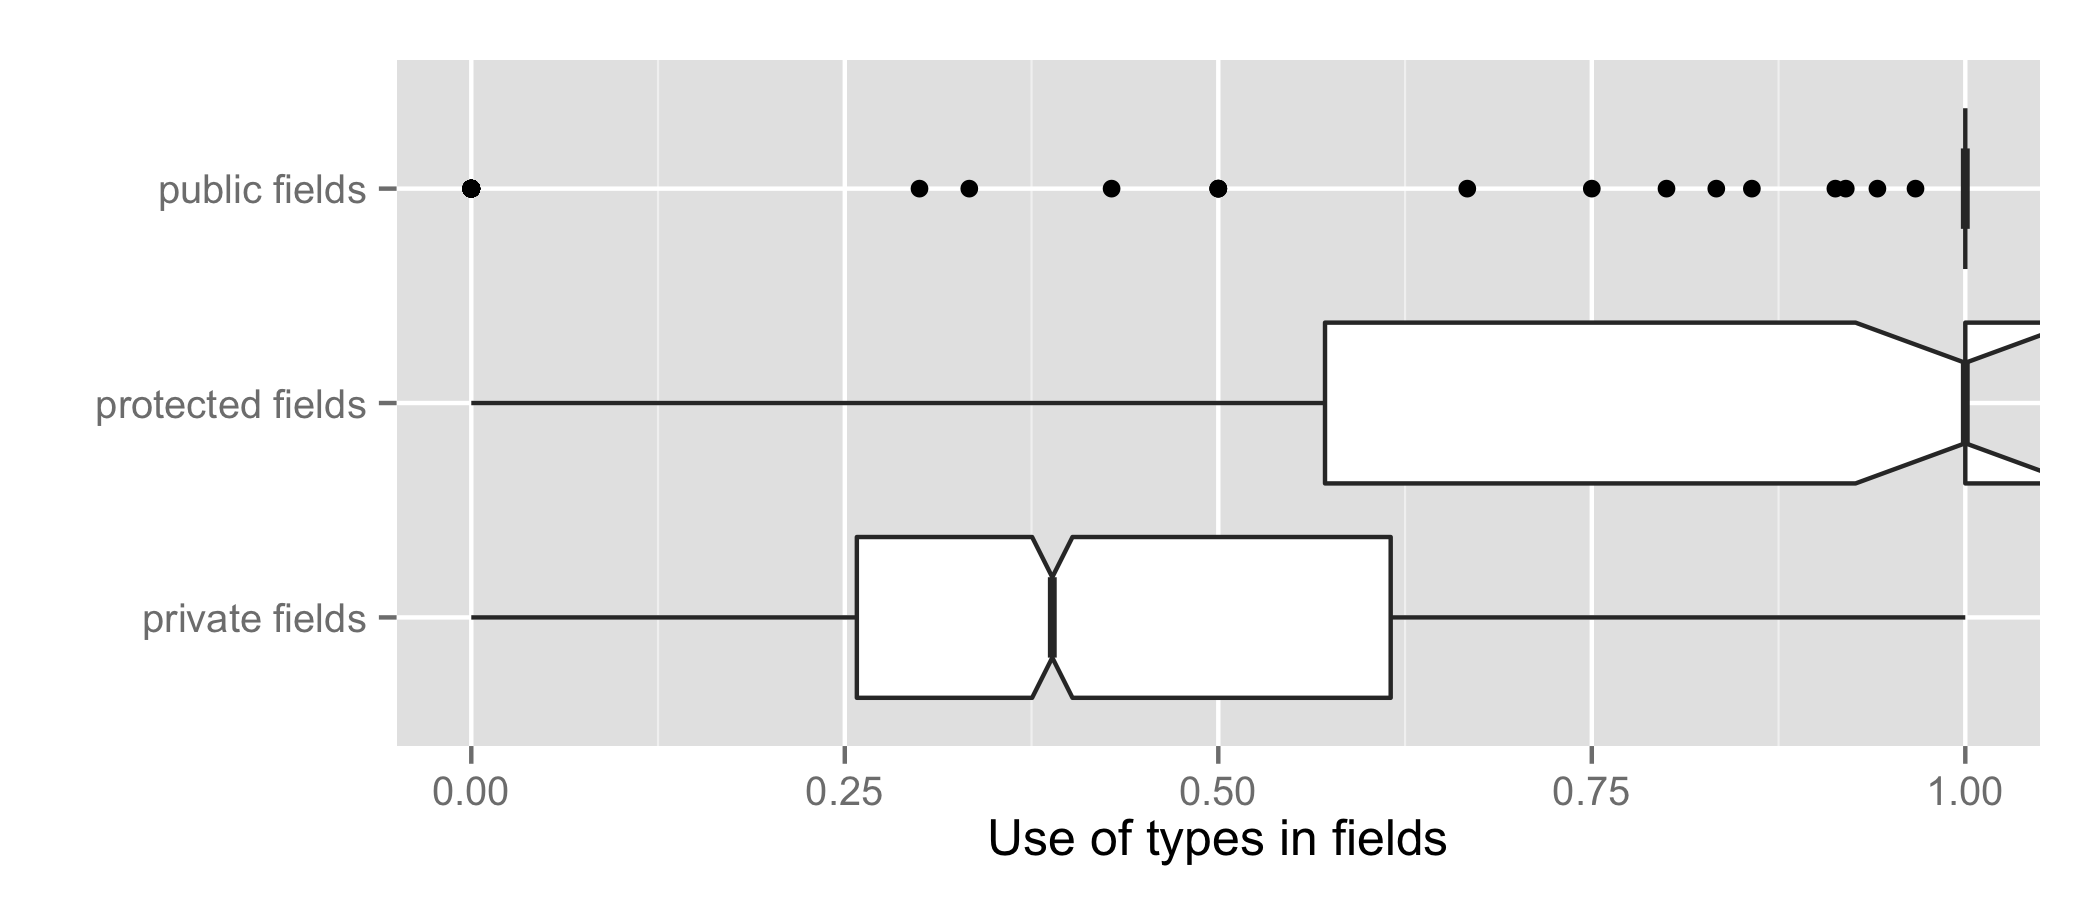 public fields
protected fields
private fields
0.00 0.25 0.50 0.75 1.00
Use of types in fields